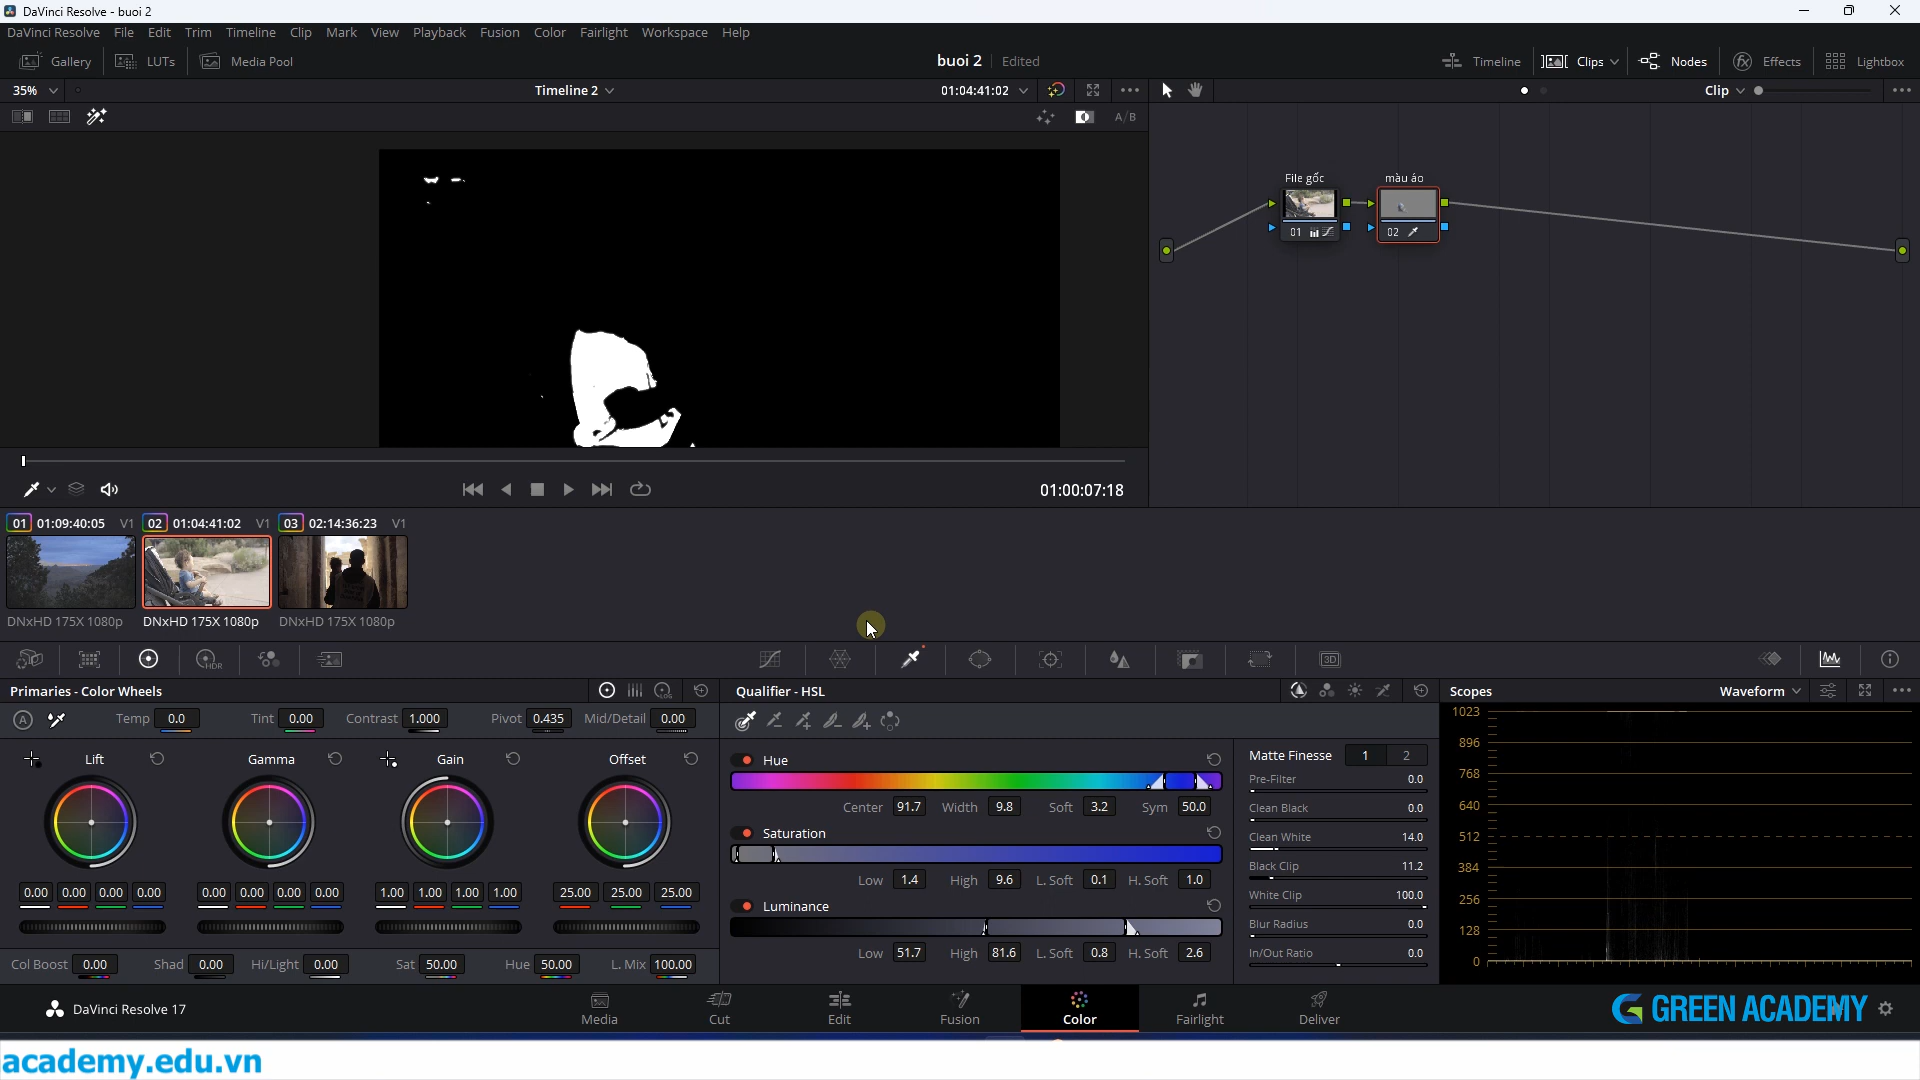 DaVinci Resolve - buoi 2
DaVinci Resolve File Edit Trim Timeline Clip Mark View Playback Fusion Color Fairlight Workspace Help
Gallery LUTs Media Pool buoi 2 Edited Timeline Clips Nodes Effects Lightbox
35% Timeline 2 01:04:41:02 Clip
A/B
File gốc màu áo
01 02
01:00:07:18
01 01:09:40:05 V1 02 01:04:41:02 V1 03 02:14:36:23 V1
DNxHD 175X 1080p DNxHD 175X 1080p DNxHD 175X 1080p
HDR 3D
Primaries - Color Wheels LOG Qualifier - HSL Scopes Waveform
A Temp 0.0 Tint 0.00 Contrast 1.000 Pivot 0.435 Mid/Detail 0.00
Lift Gamma Gain Offset
0.00 0.00 0.00 0.00 0.00 0.00 0.00 0.00 1.00 1.00 1.00 1.00 25.00 25.00 25.00
Col Boost 0.00 Shad 0.00 Hi/Light 0.00 Sat 50.00 Hue 50.00 L. Mix 100.00
Hue
Center 91.7 Width 9.8 Soft 3.2 Sym 50.0
Saturation
Low 1.4 High 9.6 L. Soft 0.1 H. Soft 1.0
Luminance
Low 51.7 High 81.6 L. Soft 0.8 H. Soft 2.6
Matte Finesse 1 2
Pre-Filter 0.0
Clean Black 0.0
Clean White 14.0
Black Clip 11.2
White Clip 100.0
Blur Radius 0.0
In/Out Ratio 0.0
1023
896
768
640
512
384
256
128
0
DaVinci Resolve 17 Media Cut Edit Fusion Color Fairlight Deliver GREEN ACADEMY
academy.edu.vn